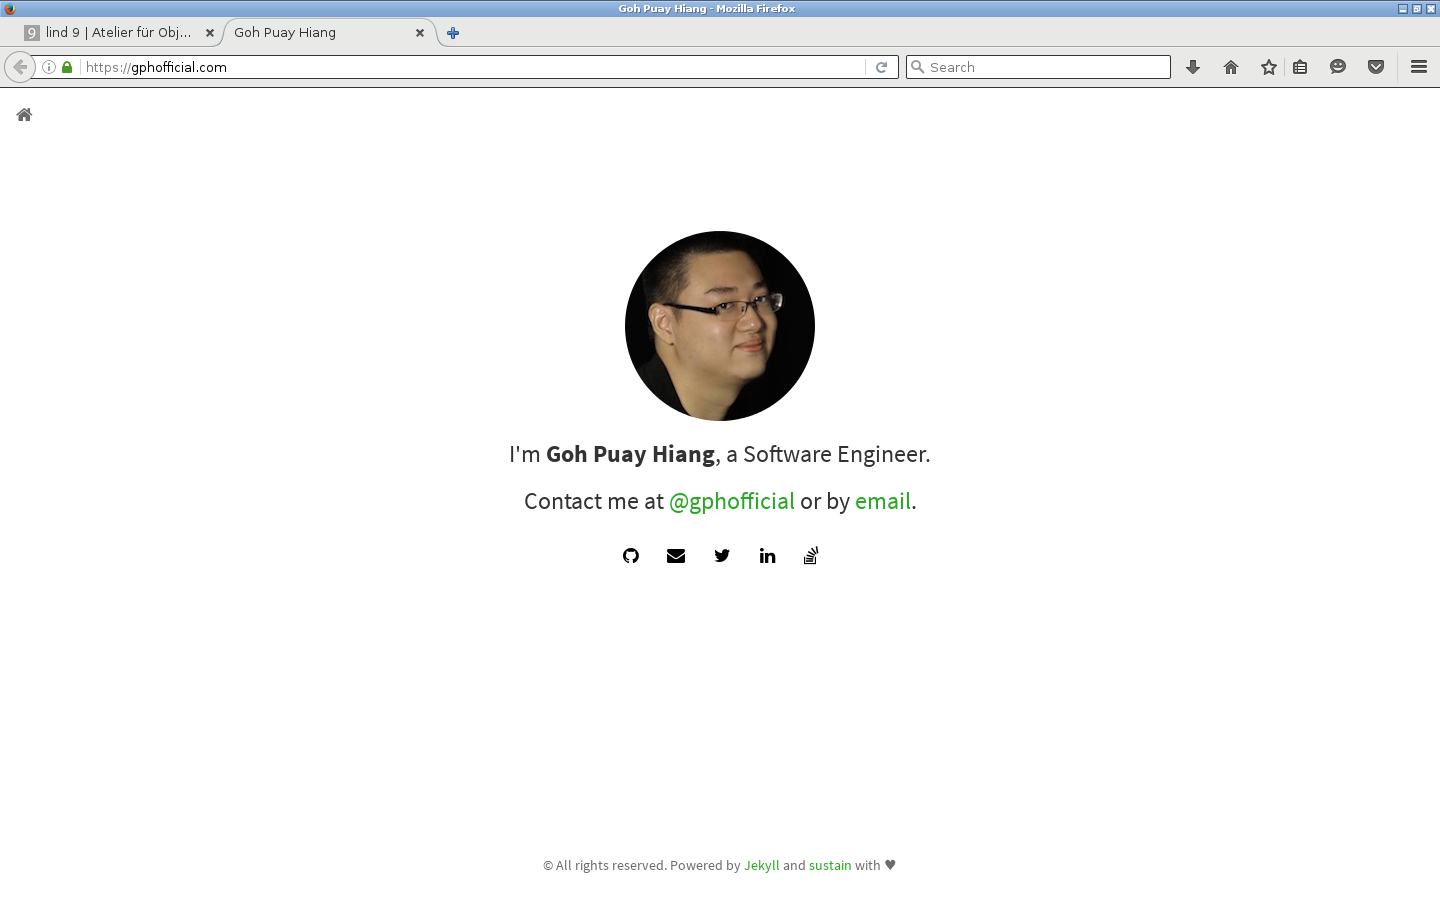 Goh Puay Hiang - Mozilla Firefox
9 lind 9 | Atelier für Obj...
Goh Puay Hiang
https://gphofficial.com
Search
I'm Goh Puay Hiang, a Software Engineer.
Contact me at @gphofficial or by email.
© All rights reserved. Powered by Jekyll and sustain with ♥